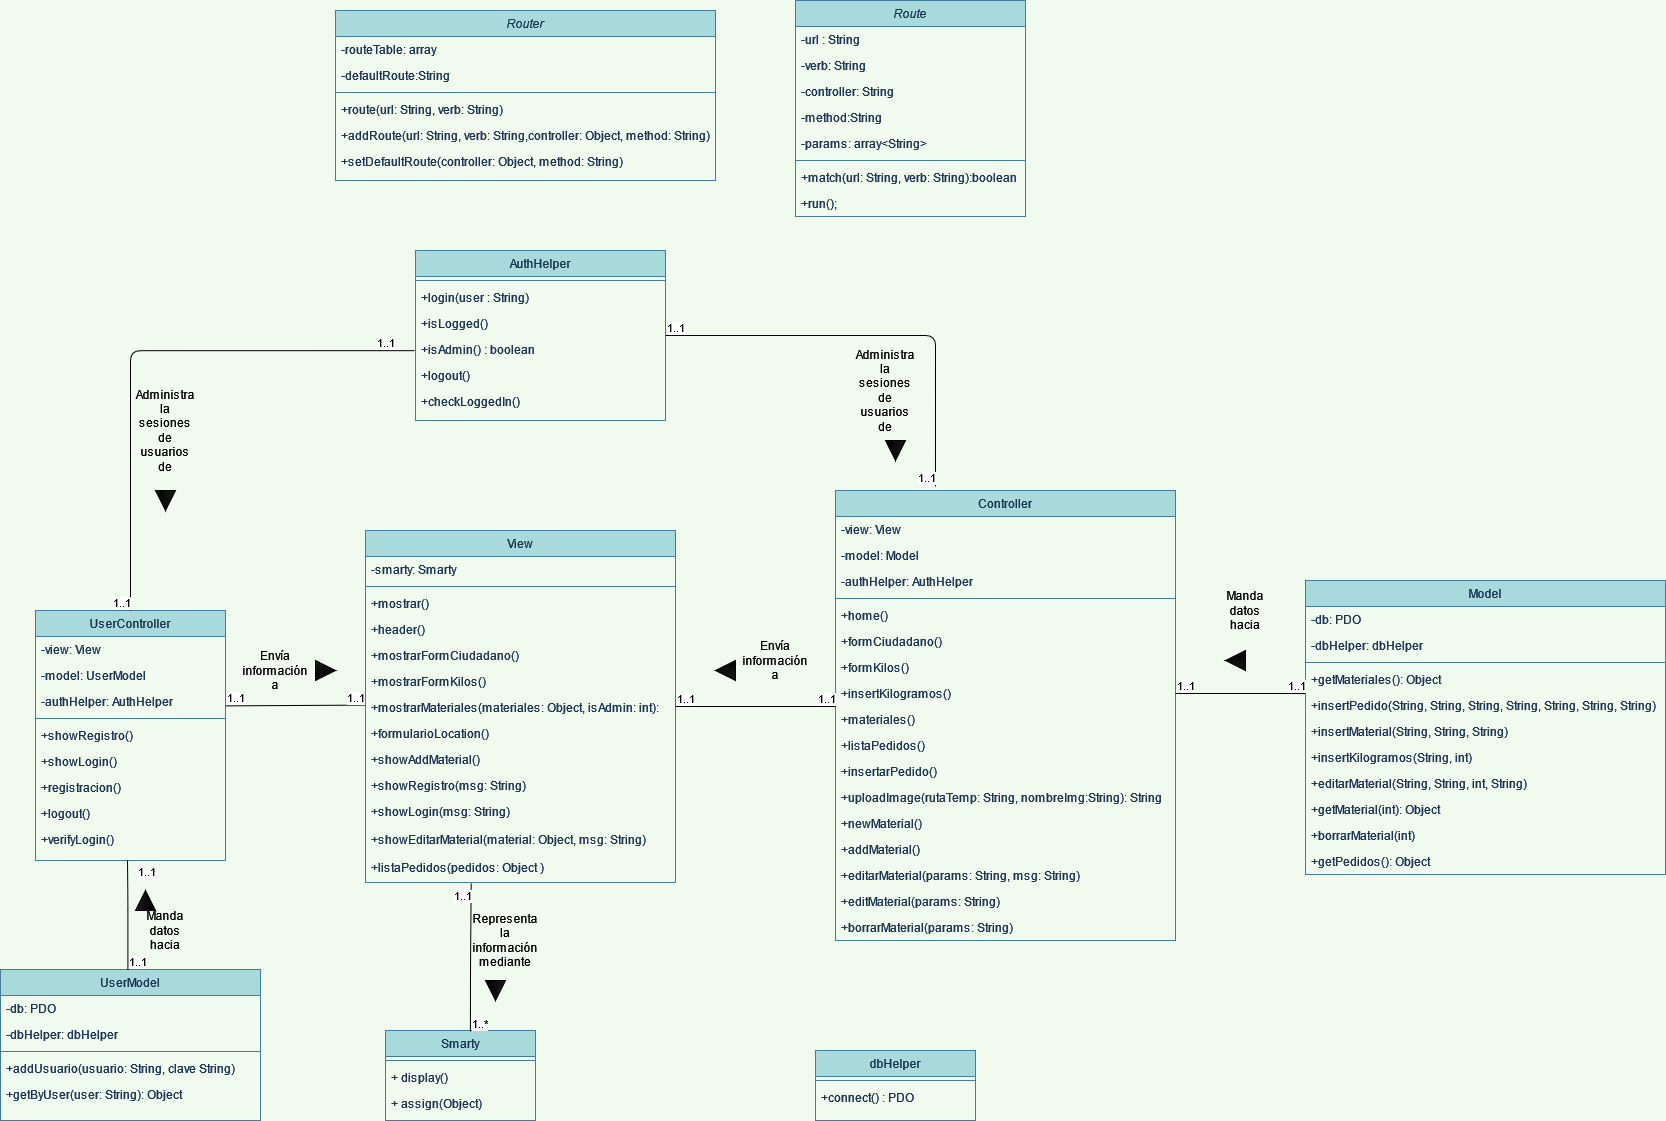 Router
-routeTable: array
-defaultRoute:String
+route(url: String, verb: String)
+addRoute(url: String, verb: String,controller: Object, method: String)
+setDefaultRoute(controller: Object, method: String)
Route
-url : String
-verb: String
-controller: String
-method:String
-params: array<String>
+match(url: String, verb: String):boolean
+run();
AuthHelper
+login(user : String)
+isLogged()
+isAdmin() : boolean
+logout()
+checkLoggedIn()
1..1
1..1
Administra
la
sesiones
de
usuarios
de
1..1
Administra
la
sesiones
de
usuarios
de
1..1
UserController
-view: View
-model: UserModel
-authHelper: AuthHelper
+showRegistro()
+showLogin()
+registracion()
+logout()
+verifyLogin()
Envía
información
a
1..1
1..1
View
-smarty: Smarty
+mostrar()
+header()
+mostrarFormCiudadano()
+mostrarFormKilos()
+mostrarMateriales(materiales: Object, isAdmin: int):
+formularioLocation()
+showAddMaterial()
+showRegistro(msg: String)
+showLogin(msg: String)
+showEditarMaterial(material: Object, msg: String)
+listaPedidos(pedidos: Object )
Envía
información
a
1..1
1..1
Controller
-view: View
-model: Model
-authHelper: AuthHelper
+home()
+formCiudadano()
+formKilos()
+insertKilogramos()
+materiales()
+listaPedidos()
+insertarPedido()
+uploadImage(rutaTemp: String, nombreImg:String): String
+newMaterial()
+addMaterial()
+editarMaterial(params: String, msg: String)
+editMaterial(params: String)
+borrarMaterial(params: String)
Manda
datos
hacia
1..1
1..1
Model
-db: PDO
-dbHelper: dbHelper
+getMateriales(): Object
+insertPedido(String, String, String, String, String, String, String)
+insertMaterial(String, String, String)
+insertKilogramos(String, int)
+editarMaterial(String, String, int, String)
+getMaterial(int): Object
+borrarMaterial(int)
+getPedidos(): Object
1..1
Manda
datos
hacia
1..1
UserModel
-db: PDO
-dbHelper: dbHelper
+addUsuario(usuario: String, clave String)
+getByUser(user: String): Object
1..1
Representa
la
información
mediante
1..*
Smarty
+ display()
+ assign(Object)
dbHelper
+connect() : PDO